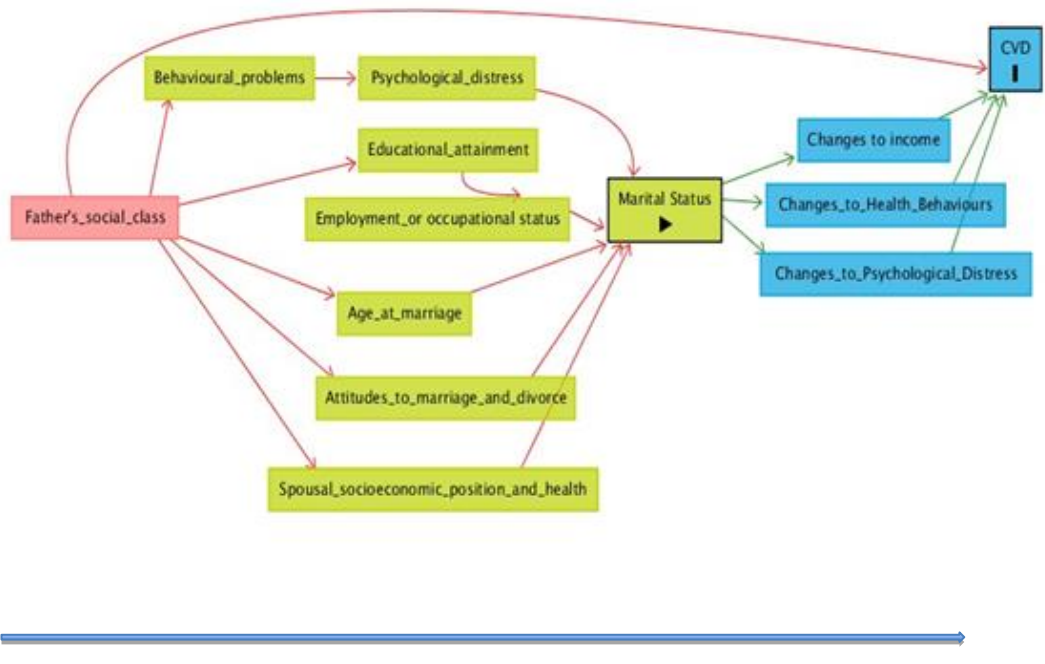 CVD
Behavioural_problems
Psychological_distress
Changes to income
Educational_attainment
Marital Status
Father's_social_class
Employment_or occupational status
Changes_to_Health_Behaviours
Changes_to_Psychological_Distress
Age_at_marriage
Attitudes_to_marriage_and_divorce
Spousal_socioeconomic_position_and_health